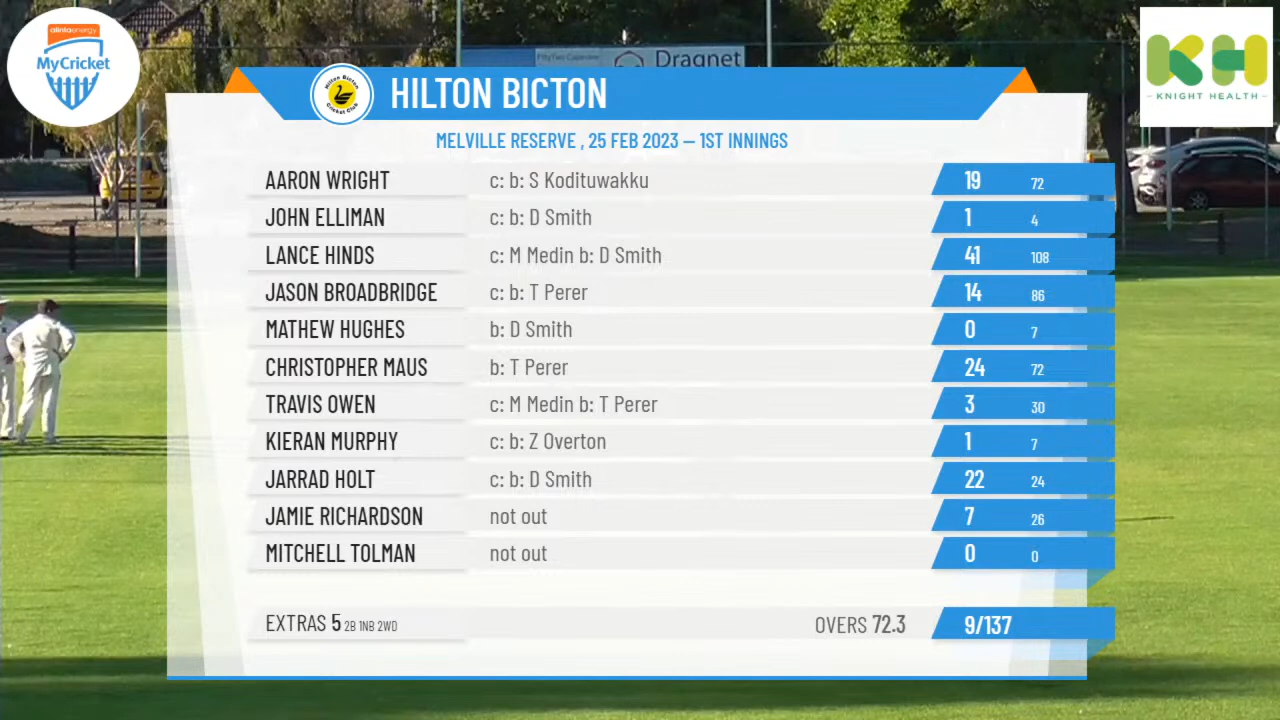 alintaenergy
MyCricket
Dragnet
KH
KNIGHT HEALTH
Hilton Bicton
Cricket Club
HILTON BICTON
MELVILLE RESERVE , 25 FEB 2023 – 1ST INNINGS
AARON WRIGHT c: b: S Kodituwakku 19 72
JOHN ELLIMAN c: b: D Smith 1 4
LANCE HINDS c: M Medin b: D Smith 41 108
JASON BROADBRIDGE c: b: T Perer 14 86
MATHEW HUGHES b: D Smith 0 7
CHRISTOPHER MAUS b: T Perer 24 72
TRAVIS OWEN c: M Medin b: T Perer 3 30
KIERAN MURPHY c: b: Z Overton 1 7
JARRAD HOLT c: b: D Smith 22 24
JAMIE RICHARDSON not out 7 26
MITCHELL TOLMAN not out 0 0
EXTRAS 5 2B 1NB 2WD OVERS 72.3 9/137